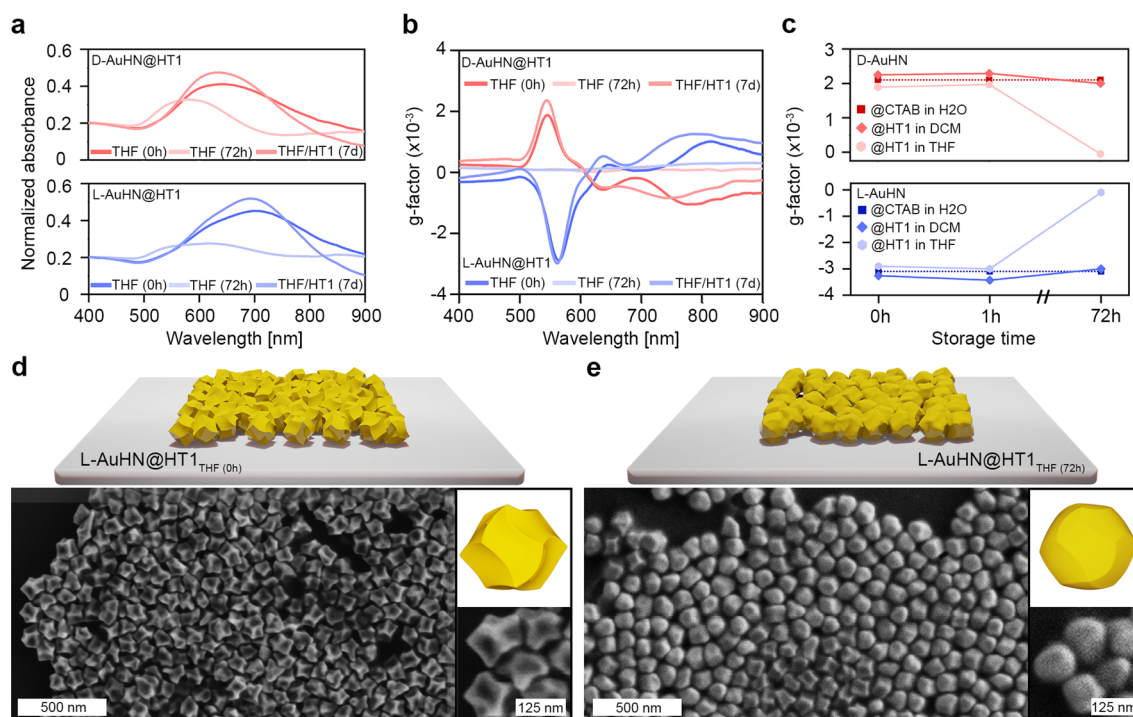 a
0.6
0.4
0.2
0
D-AuHN@HT1
THF (0h) THF (72h) THF/HT1 (7d)
Normalized absorbance
0.6
0.4
0.2
0
L-AuHN@HT1
THF (0h) THF (72h) THF/HT1 (7d)
400 500 600 700 800 900
Wavelength [nm]
b
g-factor (x10-3)
4
2
0
-2
-4
D-AuHN@HT1
THF (0h) THF (72h) THF/HT1 (7d)
L-AuHN@HT1
THF (0h) THF (72h) THF/HT1 (7d)
400 500 600 700 800 900
Wavelength [nm]
c
g-factor (x10-3)
3
2
1
0
D-AuHN
@CTAB in H2O
@HT1 in DCM
@HT1 in THF
0
-1
-2
-3
-4
L-AuHN
@CTAB in H2O
@HT1 in DCM
@HT1 in THF
0h 1h // 72h
Storage time
d
L-AuHN@HT1THF (0h)
500 nm
125 nm
e
L-AuHN@HT1THF (72h)
500 nm
125 nm